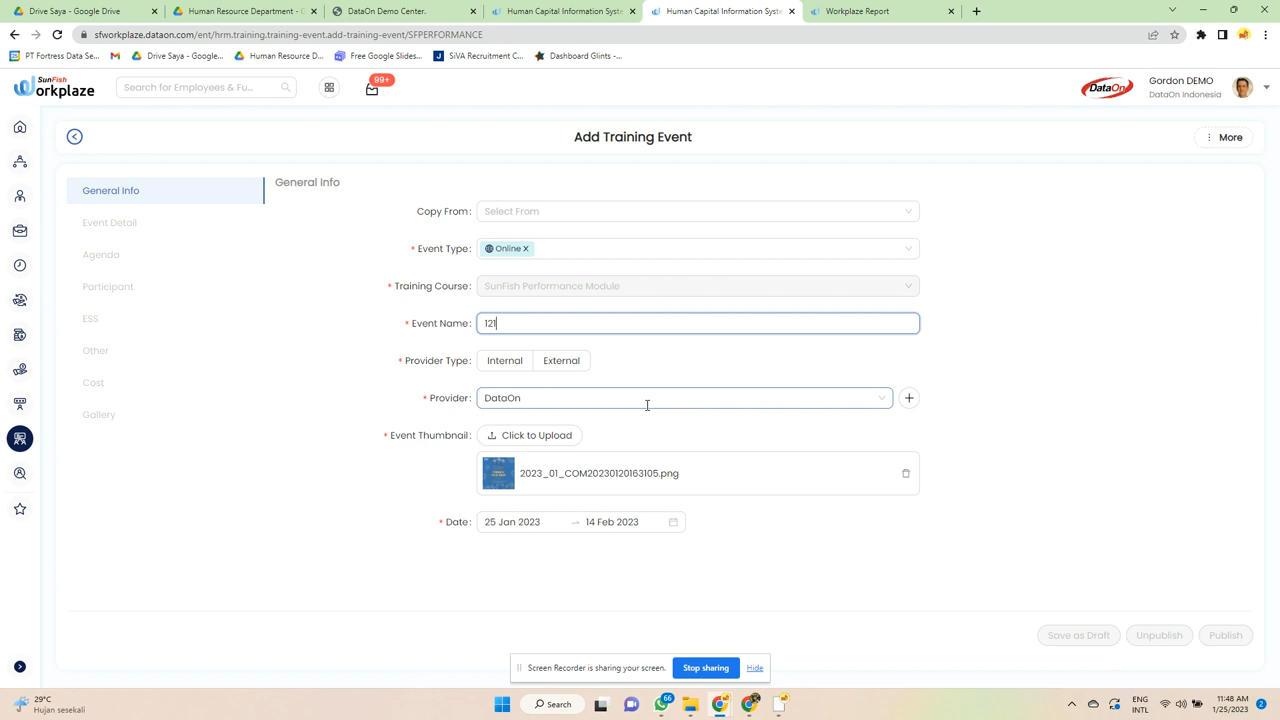 Drive Saya - Google Drive
Human Resource Department - G
DataOn Demo Center.
Human Capital Information Syste
Human Capital Information Syste
Workplaze Report
sfworkplaze.dataon.com/ent/hrm.training.training-event.add-training-event/SFPERFORMANCE
PT Fortress Data Se...
Drive Saya - Google...
Human Resource D...
Free Google Slides...
SiVA Recruitment C...
Dashboard Glints -...
SunFish
Workplaze
Search for Employees & Fu...
99+
DataOn
Gordon DEMO
DataOn Indonesia
Add Training Event
More
General Info
Event Detail
Agenda
Participant
ESS
Other
Cost
Gallery
General Info
Copy From :
Select From
* Event Type :
Online
* Training Course :
SunFish Performance Module
* Event Name :
121
* Provider Type :
Internal
External
* Provider :
DataOn
* Event Thumbnail :
Click to Upload
2023_01_COM20230120163105.png
* Date :
25 Jan 2023
14 Feb 2023
Save as Draft
Unpublish
Publish
Screen Recorder is sharing your screen.
Stop sharing
Hide
29°C
Hujan sesekali
Search
66
ENG
INTL
11:48 AM
1/25/2023
2